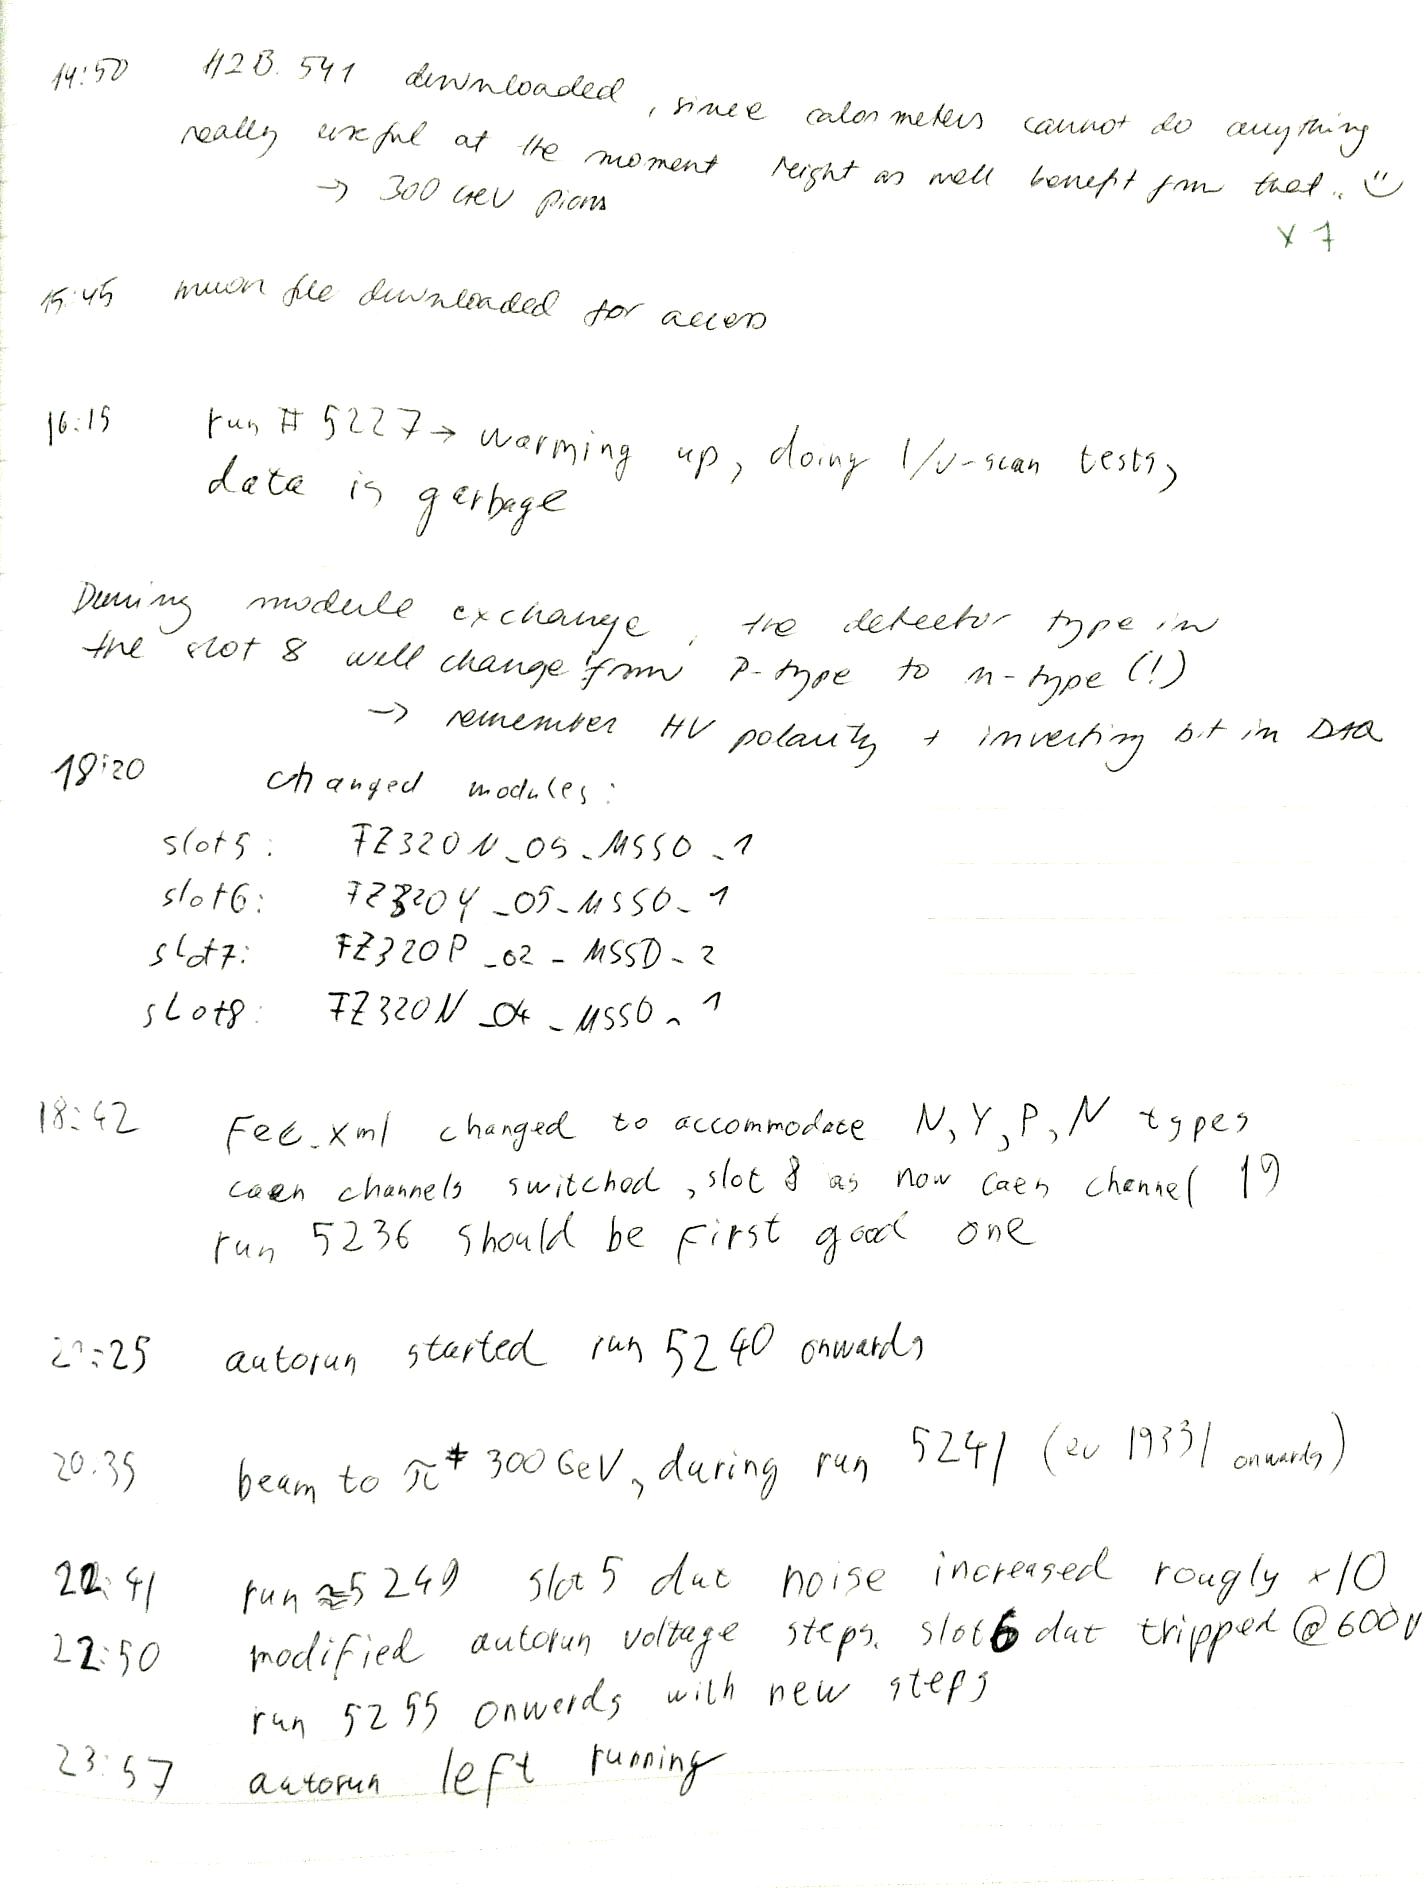 14:50 H2B.541 downloaded, since calorimeters cannot do anything
really useful at the moment might as well benefit from that.. :)
→ 300 GeV pions
x 7
15:45 muon file downloaded for access
16:15 run # 5227 → warming up, doing I/V-scan tests,
data is garbage
During module exchange, the detector type in
the slot 8 will change from P-type to n-type (!)
→ remember HV polarity + inverting bit in DAQ
18:20 changed modules:
slot5: FZ320N_05_MSSD_1
slot6: FZ320Y_05_MSSD_1
slot7: FZ320P_02_MSSD_2
slot8: FZ320N_04_MSSD_1
18:42 Fec.xml changed to accommodate N, Y, P, N types
caen channels switched, slot 8 as now caen channel 19
run 5236 should be first good one
:25 autorun started run 5240 onwards
20:35 beam to π+ 300 GeV, during run 5241 (ev 19331 onwards)
22:41 run ≈5249 slot 5 dut noise increased rougly x10
22:50 modified autorun voltage steps. slot 6 dut tripped @ 600V
run 5255 onwards with new steps
23:57 autorun left running